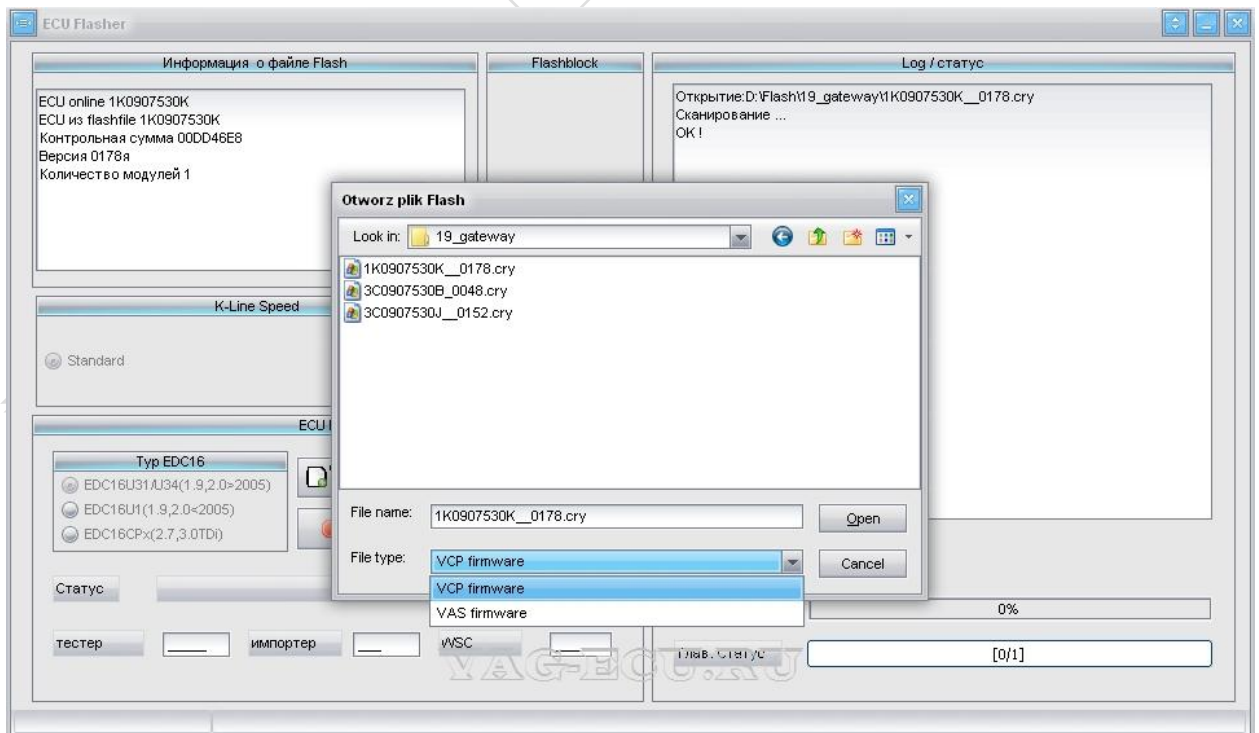 ECU Flasher
Информация о файле Flash
ECU online 1K0907530K
ECU из flashfile 1K0907530K
Контрольная сумма 00DD46E8
Версия 0178я
Количество модулей 1
Flashblock
Log / статус
Открытие:D:\Flash\19_gateway\1K0907530K__0178.cry
Сканирование ...
OK !
K-Line Speed
Standard
ECU
Typ EDC16
EDC16U31/U34(1.9,2.0>2005)
EDC16U1(1.9,2.0<2005)
EDC16CPx(2.7,3.0TDi)
Статус
тестер
импортер
WSC
Otworz plik Flash
Look in:
19_gateway
1K0907530K__0178.cry
3C0907530B_0048.cry
3C0907530J__0152.cry
File name:
1K0907530K__0178.cry
Open
File type:
VCP firmware
Cancel
VCP firmware
VAS firmware
0%
Глав. Статус
[0/1]
VAG-ECU.RU